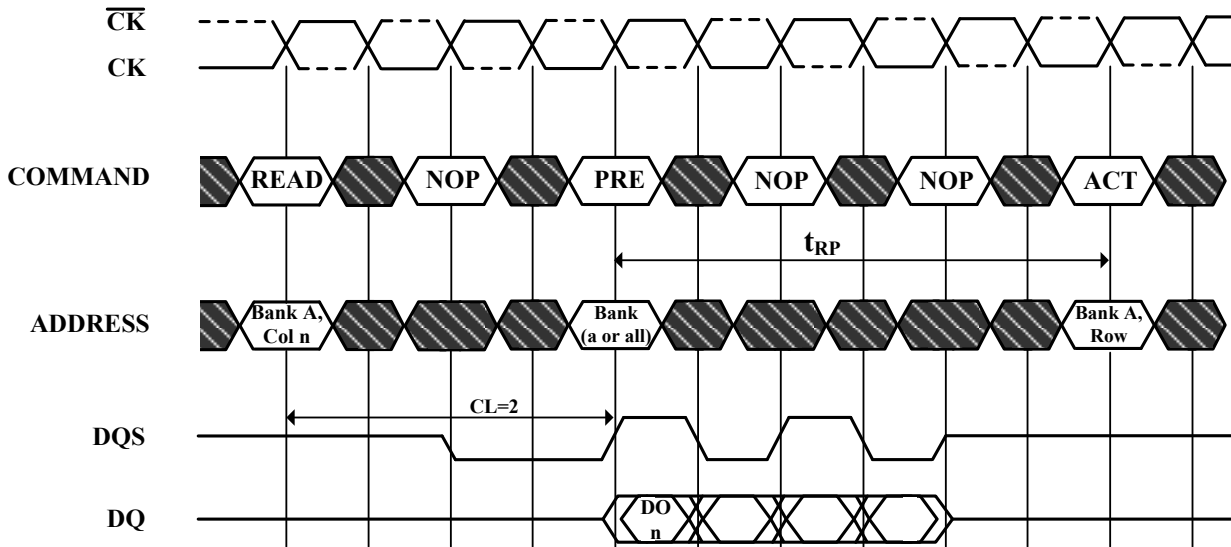 CK
CK
COMMAND
READ
NOP
PRE
NOP
NOP
ACT
tRP
ADDRESS
Bank A,
Col n
Bank
(a or all)
Bank A,
Row
CL=2
DQS
DQ
DO
n